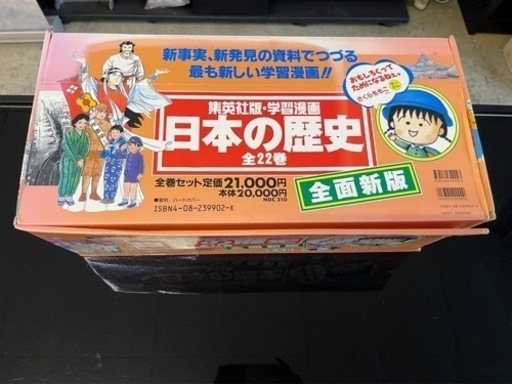 新事実、新発見の資料でつづる
最も新しい学習漫画!!
おもしろくって
ためになるねぇ。
さくらももこ
集英社版・学習漫画
日本の歴史
全22巻
全巻セット定価21,000円
本体20,000円
NDC 210
ISBN4-08-239902-X
全面新版